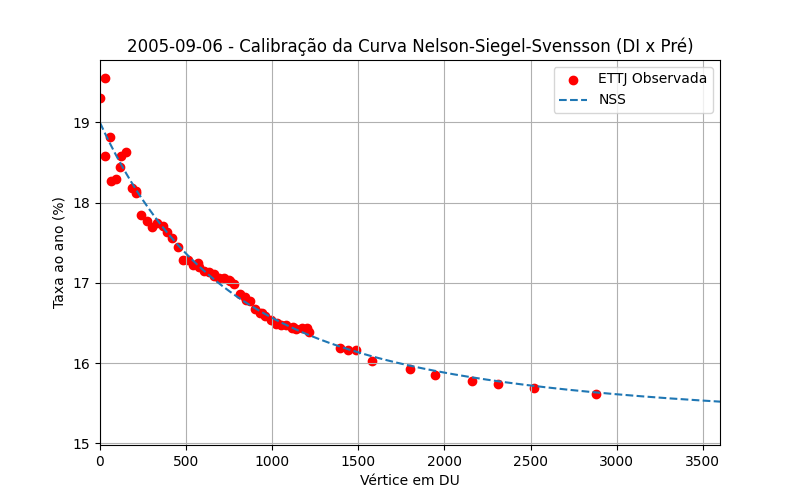 2005-09-06 - Calibração da Curva Nelson-Siegel-Svensson (DI x Pré)
ETTJ Observada
NSS
Taxa ao ano (%)
19
18
17
16
15
0 500 1000 1500 2000 2500 3000 3500
Vértice em DU